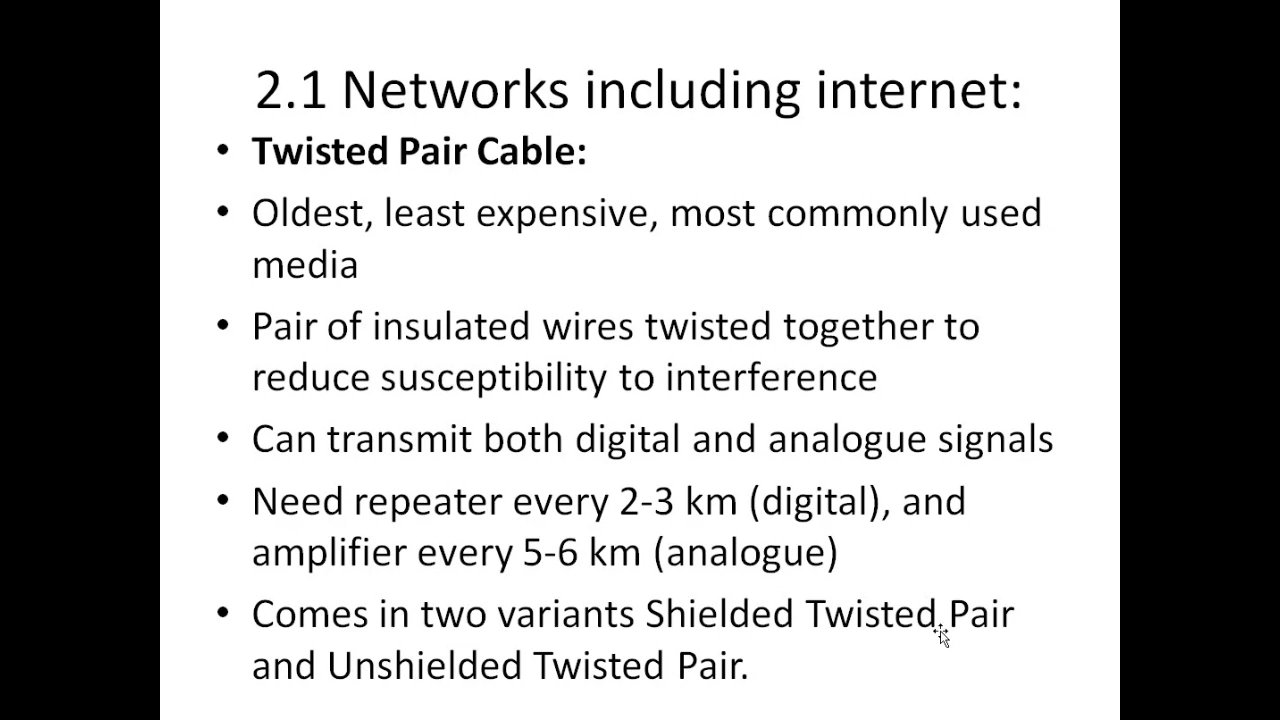 2.1 Networks including internet:
• Twisted Pair Cable:
• Oldest, least expensive, most commonly used
media
• Pair of insulated wires twisted together to
reduce susceptibility to interference
• Can transmit both digital and analogue signals
• Need repeater every 2-3 km (digital), and
amplifier every 5-6 km (analogue)
• Comes in two variants Shielded Twisted Pair
and Unshielded Twisted Pair.